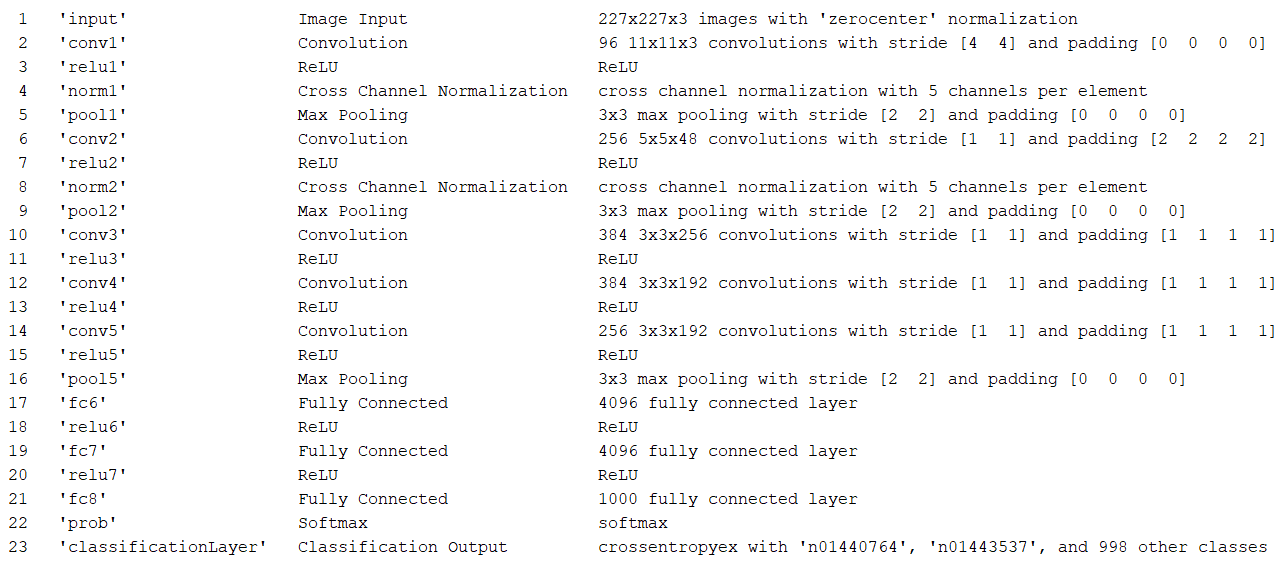 1 'input' Image Input 227x227x3 images with 'zerocenter' normalization
2 'conv1' Convolution 96 11x11x3 convolutions with stride [4 4] and padding [0 0 0 0]
3 'relu1' ReLU ReLU
4 'norm1' Cross Channel Normalization cross channel normalization with 5 channels per element
5 'pool1' Max Pooling 3x3 max pooling with stride [2 2] and padding [0 0 0 0]
6 'conv2' Convolution 256 5x5x48 convolutions with stride [1 1] and padding [2 2 2 2]
7 'relu2' ReLU ReLU
8 'norm2' Cross Channel Normalization cross channel normalization with 5 channels per element
9 'pool2' Max Pooling 3x3 max pooling with stride [2 2] and padding [0 0 0 0]
10 'conv3' Convolution 384 3x3x256 convolutions with stride [1 1] and padding [1 1 1 1]
11 'relu3' ReLU ReLU
12 'conv4' Convolution 384 3x3x192 convolutions with stride [1 1] and padding [1 1 1 1]
13 'relu4' ReLU ReLU
14 'conv5' Convolution 256 3x3x192 convolutions with stride [1 1] and padding [1 1 1 1]
15 'relu5' ReLU ReLU
16 'pool5' Max Pooling 3x3 max pooling with stride [2 2] and padding [0 0 0 0]
17 'fc6' Fully Connected 4096 fully connected layer
18 'relu6' ReLU ReLU
19 'fc7' Fully Connected 4096 fully connected layer
20 'relu7' ReLU ReLU
21 'fc8' Fully Connected 1000 fully connected layer
22 'prob' Softmax softmax
23 'classificationLayer' Classification Output crossentropyex with 'n01440764', 'n01443537', and 998 other classes